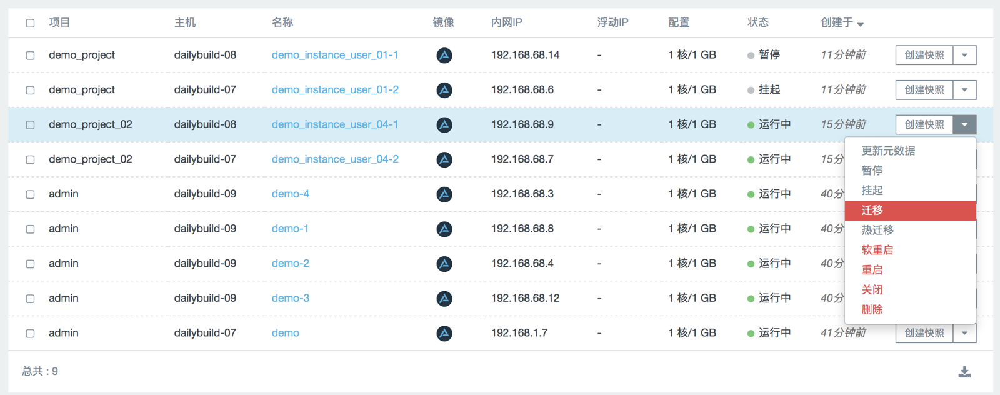 项目 主机 名称 镜像 内网IP 浮动IP 配置 状态 创建于
demo_project dailybuild-08 demo_instance_user_01-1 192.168.68.14 - 1 核/1 GB 暂停 11分钟前 创建快照
demo_project dailybuild-07 demo_instance_user_01-2 192.168.68.6 - 1 核/1 GB 挂起 11分钟前 创建快照
demo_project_02 dailybuild-08 demo_instance_user_04-1 192.168.68.9 - 1 核/1 GB 运行中 15分钟前 创建快照
demo_project_02 dailybuild-07 demo_instance_user_04-2 192.168.68.7 - 1 核/1 GB 运行中 15分
admin dailybuild-09 demo-4 192.168.68.3 - 1 核/1 GB 运行中 40分
admin dailybuild-09 demo-1 192.168.68.8 - 1 核/1 GB 运行中 40分
admin dailybuild-09 demo-2 192.168.68.4 - 1 核/1 GB 运行中 40分
admin dailybuild-09 demo-3 192.168.68.12 - 1 核/1 GB 运行中 40分
admin dailybuild-07 demo 192.168.1.7 - 1 核/1 GB 运行中 41分钟前 创建快照
更新元数据
暂停
挂起
迁移
热迁移
软重启
重启
关闭
删除
总共 : 9